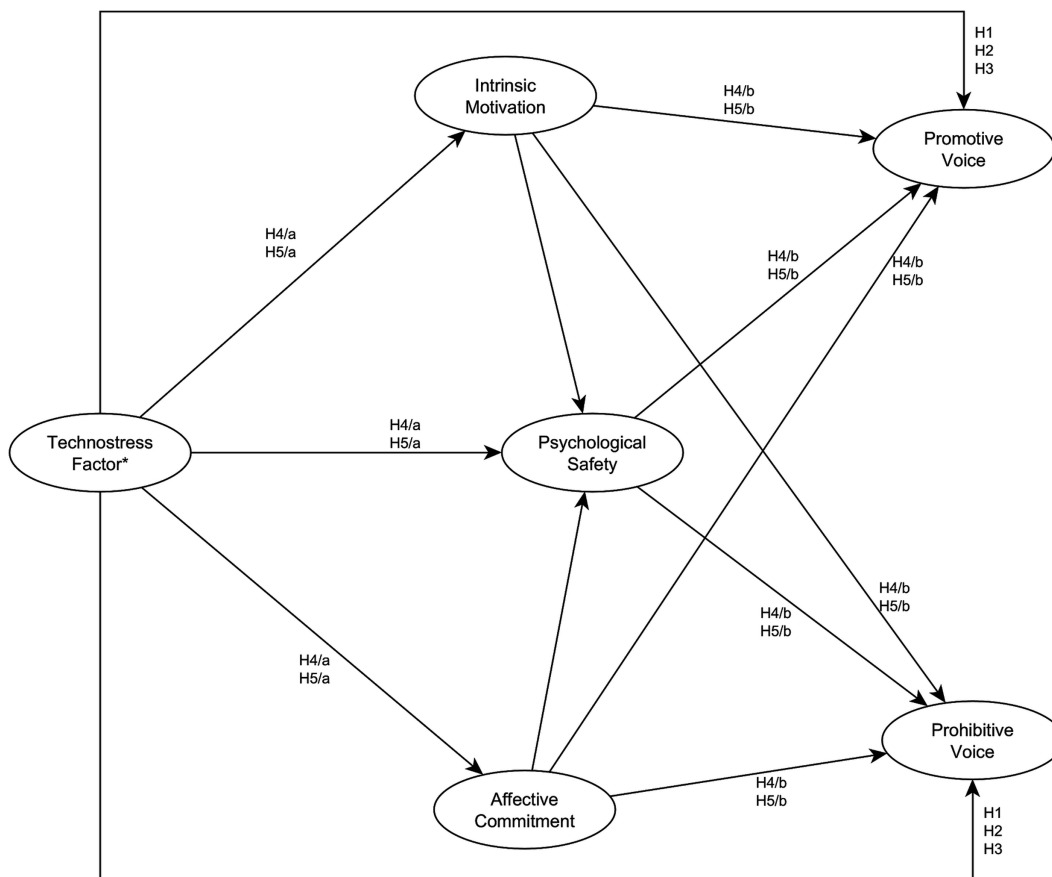 H1
H2
H3
Intrinsic
Motivation
H4/b
H5/b
Promotive
Voice
H4/a
H5/a
H4/b
H5/b
H4/b
H5/b
Technostress
Factor*
H4/a
H5/a
Psychological
Safety
H4/b
H5/b
H4/b
H5/b
H4/a
H5/a
Prohibitive
Voice
Affective
Commitment
H4/b
H5/b
H1
H2
H3